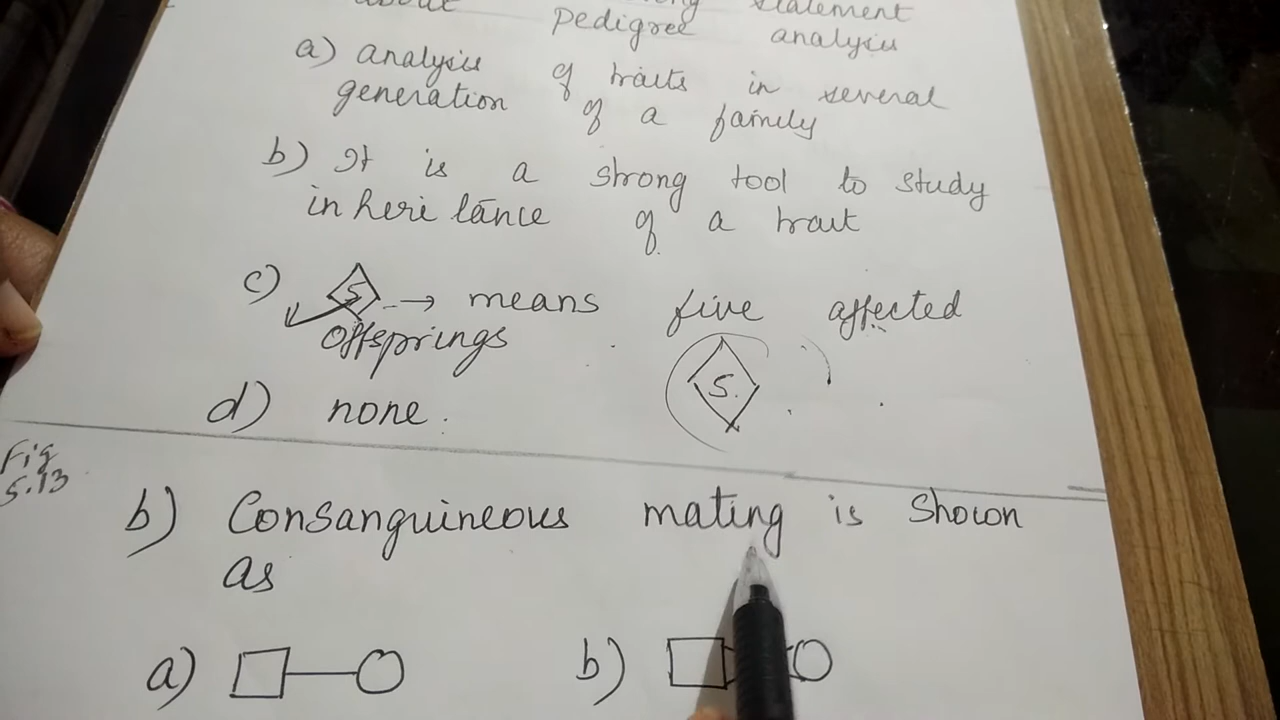 about statement
pedigree analysis
a) analysis of traits in several
generation of a family
b) It is a strong tool to study
inheritance of a trait
c) 5 → means five affected
offsprings
5.
d) none.
Fig
5.13
b) Consanguineous mating is shown
as
a) b)